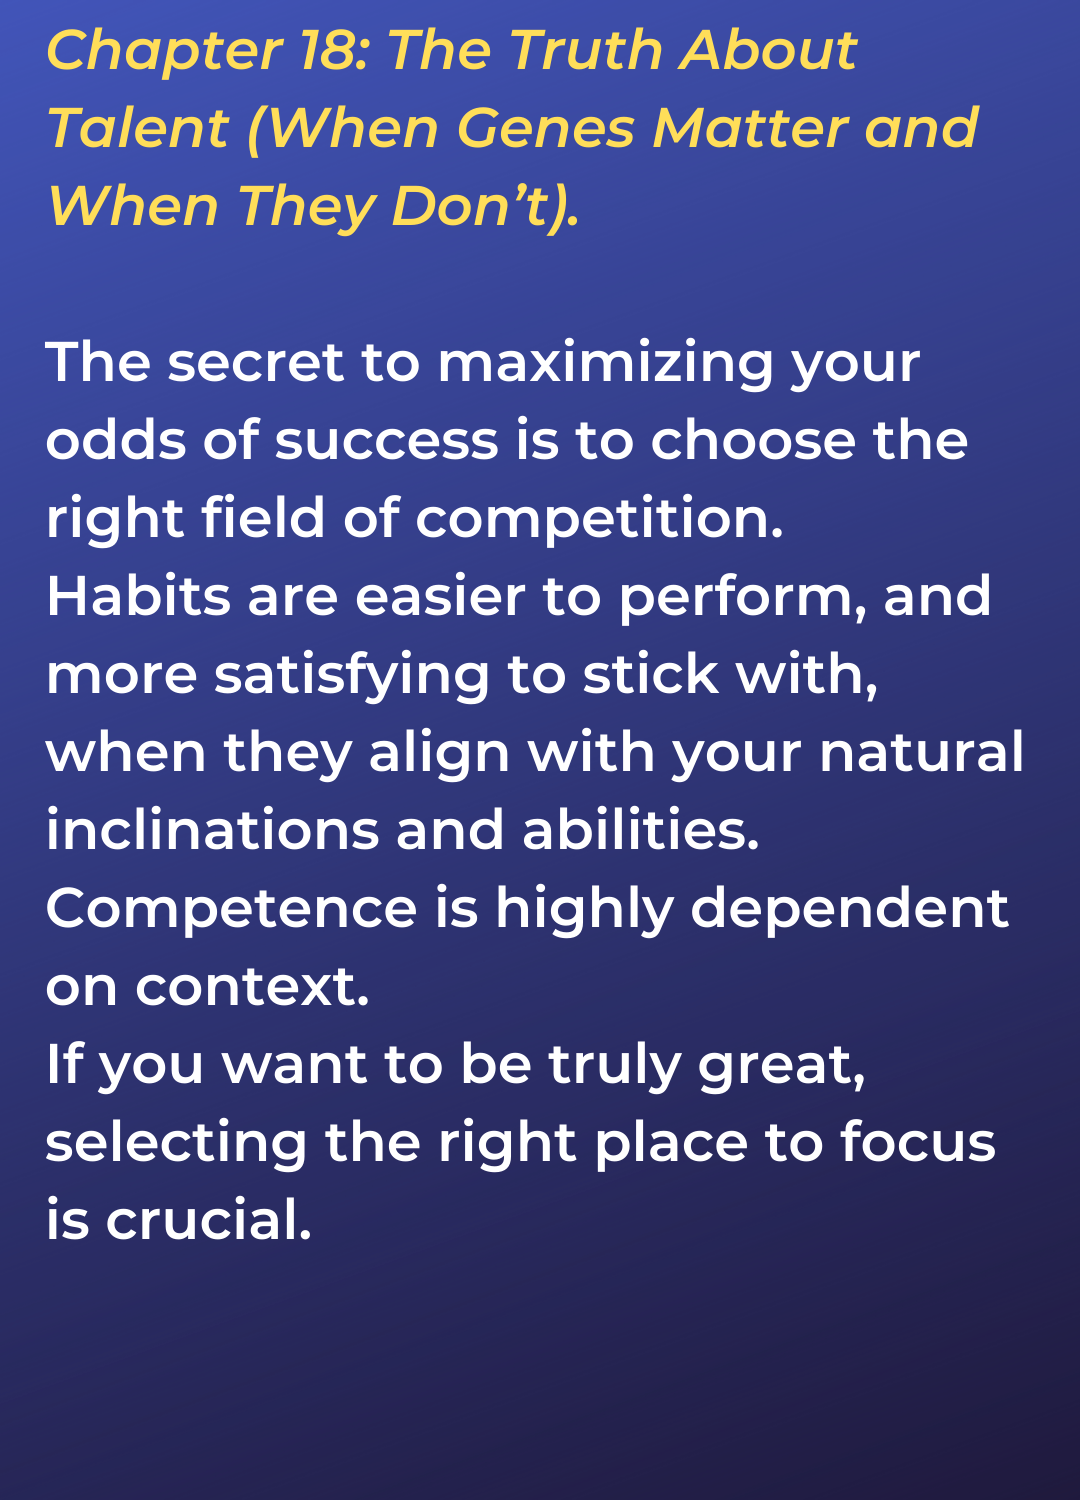 Chapter 18: The Truth About
Talent (When Genes Matter and
When They Don’t).
The secret to maximizing your
odds of success is to choose the
right field of competition.
Habits are easier to perform, and
more satisfying to stick with,
when they align with your natural
inclinations and abilities.
Competence is highly dependent
on context.
If you want to be truly great,
selecting the right place to focus
is crucial.